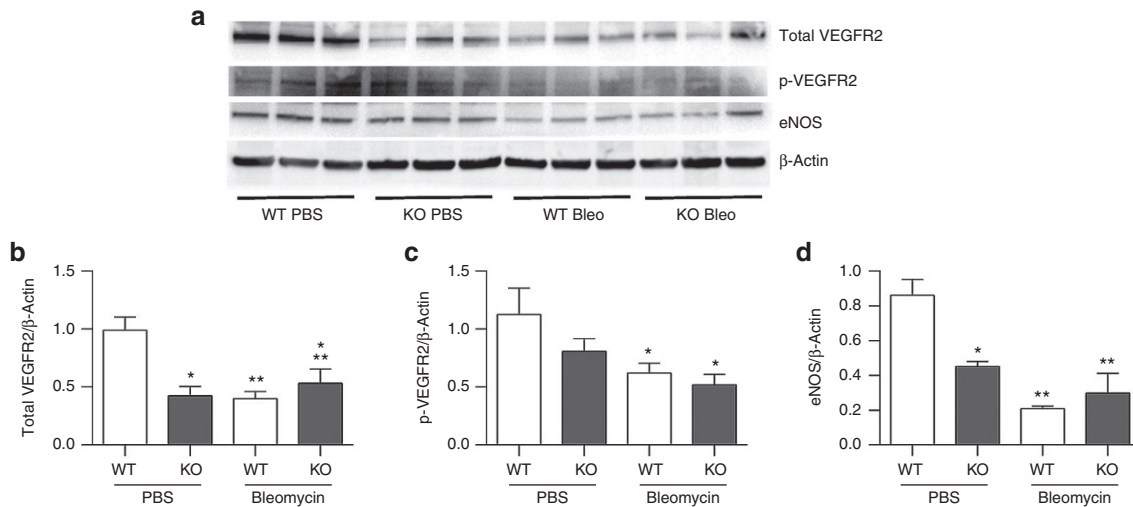 a
Total VEGFR2
p-VEGFR2
eNOS
β-Actin
WT PBS KO PBS WT Bleo KO Bleo
b
Total VEGFR2/β-Actin
1.5
1.0
0.5
0.0
*
**
*
**
WT KO WT KO
PBS Bleomycin
c
p-VEGFR2/β-Actin
1.5
1.0
0.5
0.0
*
*
WT KO WT KO
PBS Bleomycin
d
eNOS/β-Actin
1.0
0.8
0.6
0.4
0.2
0.0
*
**
**
WT KO WT KO
PBS Bleomycin